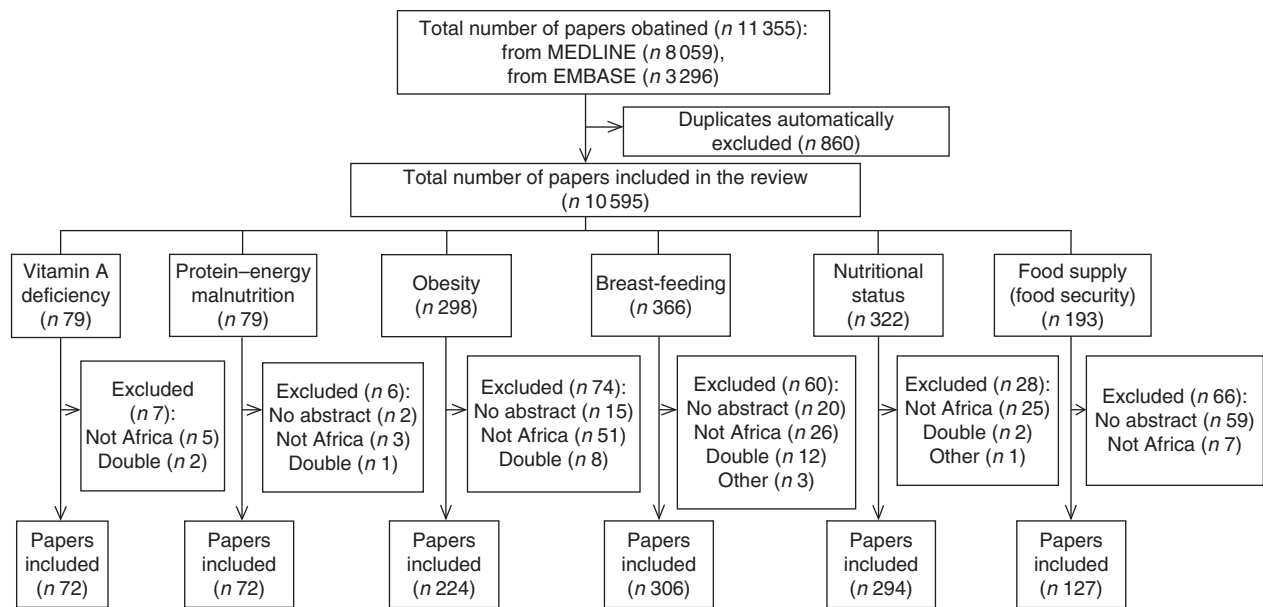 Total number of papers obatined (n 11 355):
from MEDLINE (n 8 059),
from EMBASE (n 3 296)
Duplicates automatically
excluded (n 860)
Total number of papers included in the review
(n 10 595)
Vitamin A
deficiency
(n 79)
Protein–energy
malnutrition
(n 79)
Obesity
(n 298)
Breast-feeding
(n 366)
Nutritional
status
(n 322)
Food supply
(food security)
(n 193)
Excluded
(n 7):
Not Africa (n 5)
Double (n 2)
Excluded (n 6):
No abstract (n 2)
Not Africa (n 3)
Double (n 1)
Excluded (n 74):
No abstract (n 15)
Not Africa (n 51)
Double (n 8)
Excluded (n 60):
No abstract (n 20)
Not Africa (n 26)
Double (n 12)
Other (n 3)
Excluded (n 28):
Not Africa (n 25)
Double (n 2)
Other (n 1)
Excluded (n 66):
No abstract (n 59)
Not Africa (n 7)
Papers
included
(n 72)
Papers
included
(n 72)
Papers
included
(n 224)
Papers
included
(n 306)
Papers
included
(n 294)
Papers
included
(n 127)